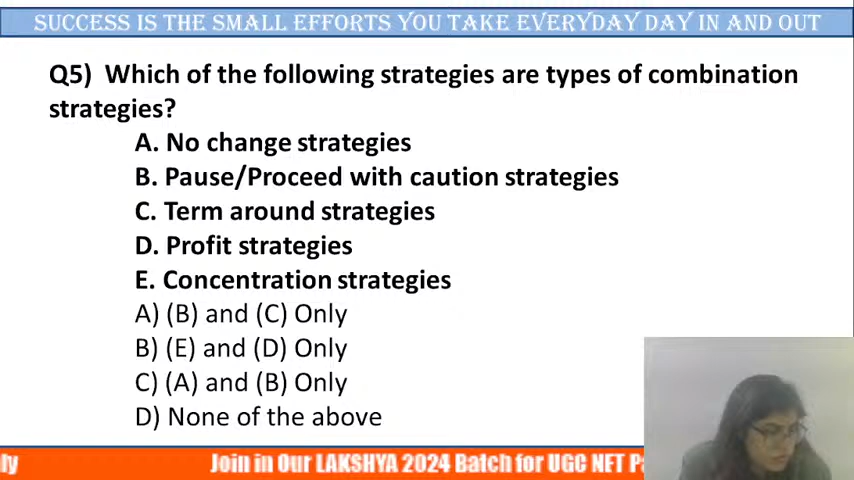 SUCCESS IS THE SMALL EFFORTS YOU TAKE EVERYDAY DAY IN AND OUT
Q5) Which of the following strategies are types of combination
strategies?
A. No change strategies
B. Pause/Proceed with caution strategies
C. Term around strategies
D. Profit strategies
E. Concentration strategies
A) (B) and (C) Only
B) (E) and (D) Only
C) (A) and (B) Only
D) None of the above
ly Join in Our LAKSHYA 2024 Batch for UGC NET P